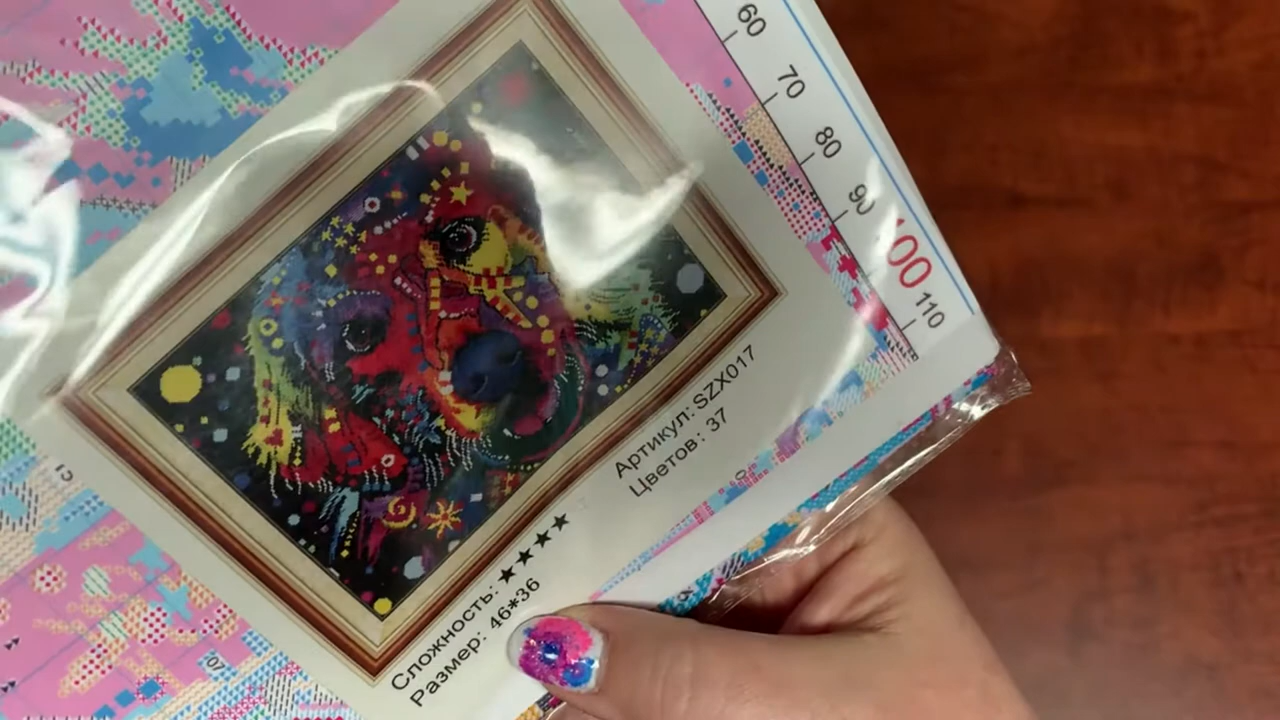 60
70
80
90
100
110
Артикул: SZX017
Цветов: 37
Сложность: ★★★★
Размер: 46*36